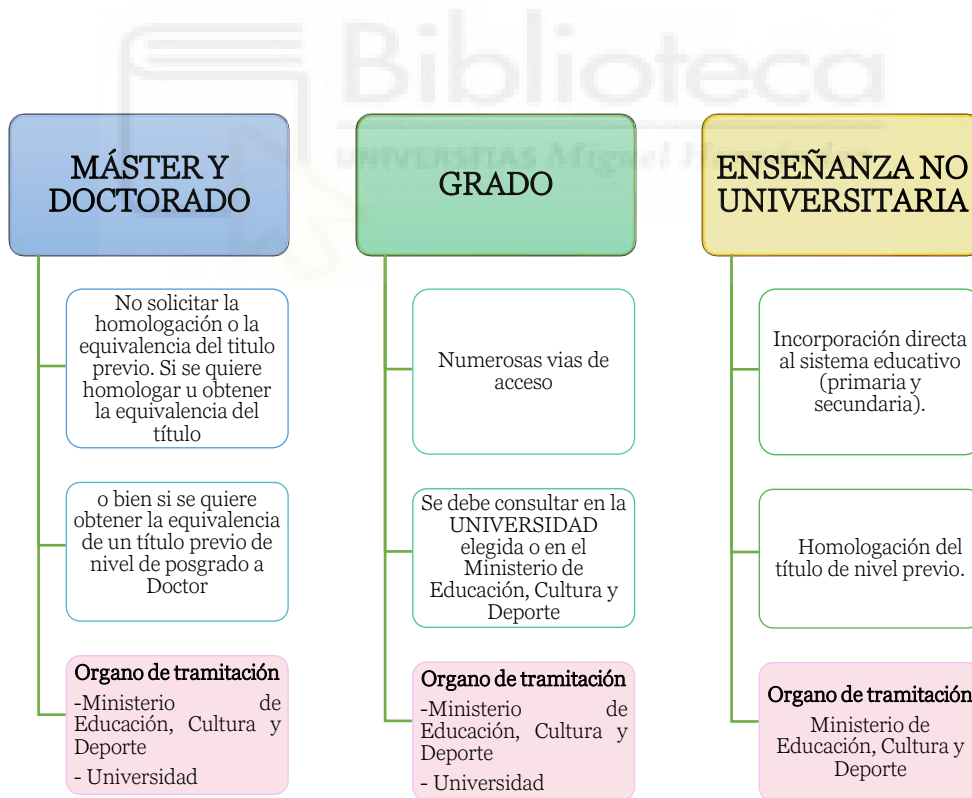 Biblioteca
UNIVERSITAS Miguel Hernández
MÁSTER Y
DOCTORADO
No solicitar la
homologación o la
equivalencia del titulo
previo. Si se quiere
homologar u obtener
la equivalencia del
título
o bien si se quiere
obtener la equivalencia
de un título previo de
nivel de posgrado a
Doctor
Organo de tramitación
-Ministerio de
Educación, Cultura y
Deporte
- Universidad
GRADO
Numerosas vias de
acceso
Se debe consultar en la
UNIVERSIDAD
elegida o en el
Ministerio de
Educación, Cultura y
Deporte
Organo de tramitación
-Ministerio de
Educación, Cultura y
Deporte
- Universidad
ENSEÑANZA NO
UNIVERSITARIA
Incorporación directa
al sistema educativo
(primaria y
secundaria).
Homologación del
título de nivel previo.
Organo de tramitación
Ministerio de
Educación, Cultura y
Deporte